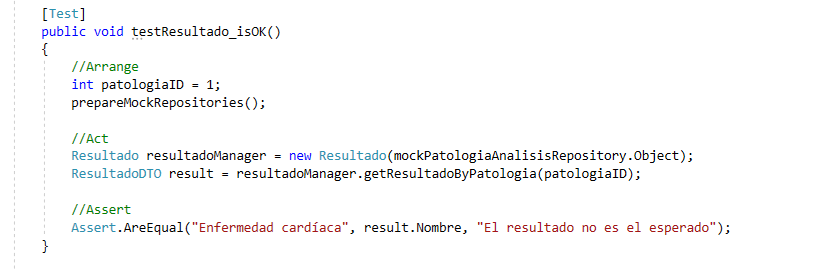 [Test]
public void testResultado_isOK()
{
//Arrange
int patologiaID = 1;
prepareMockRepositories();
//Act
Resultado resultadoManager = new Resultado(mockPatologiaAnalisisRepository.Object);
ResultadoDTO result = resultadoManager.getResultadoByPatologia(patologiaID);
//Assert
Assert.AreEqual("Enfermedad cardíaca", result.Nombre, "El resultado no es el esperado");
}